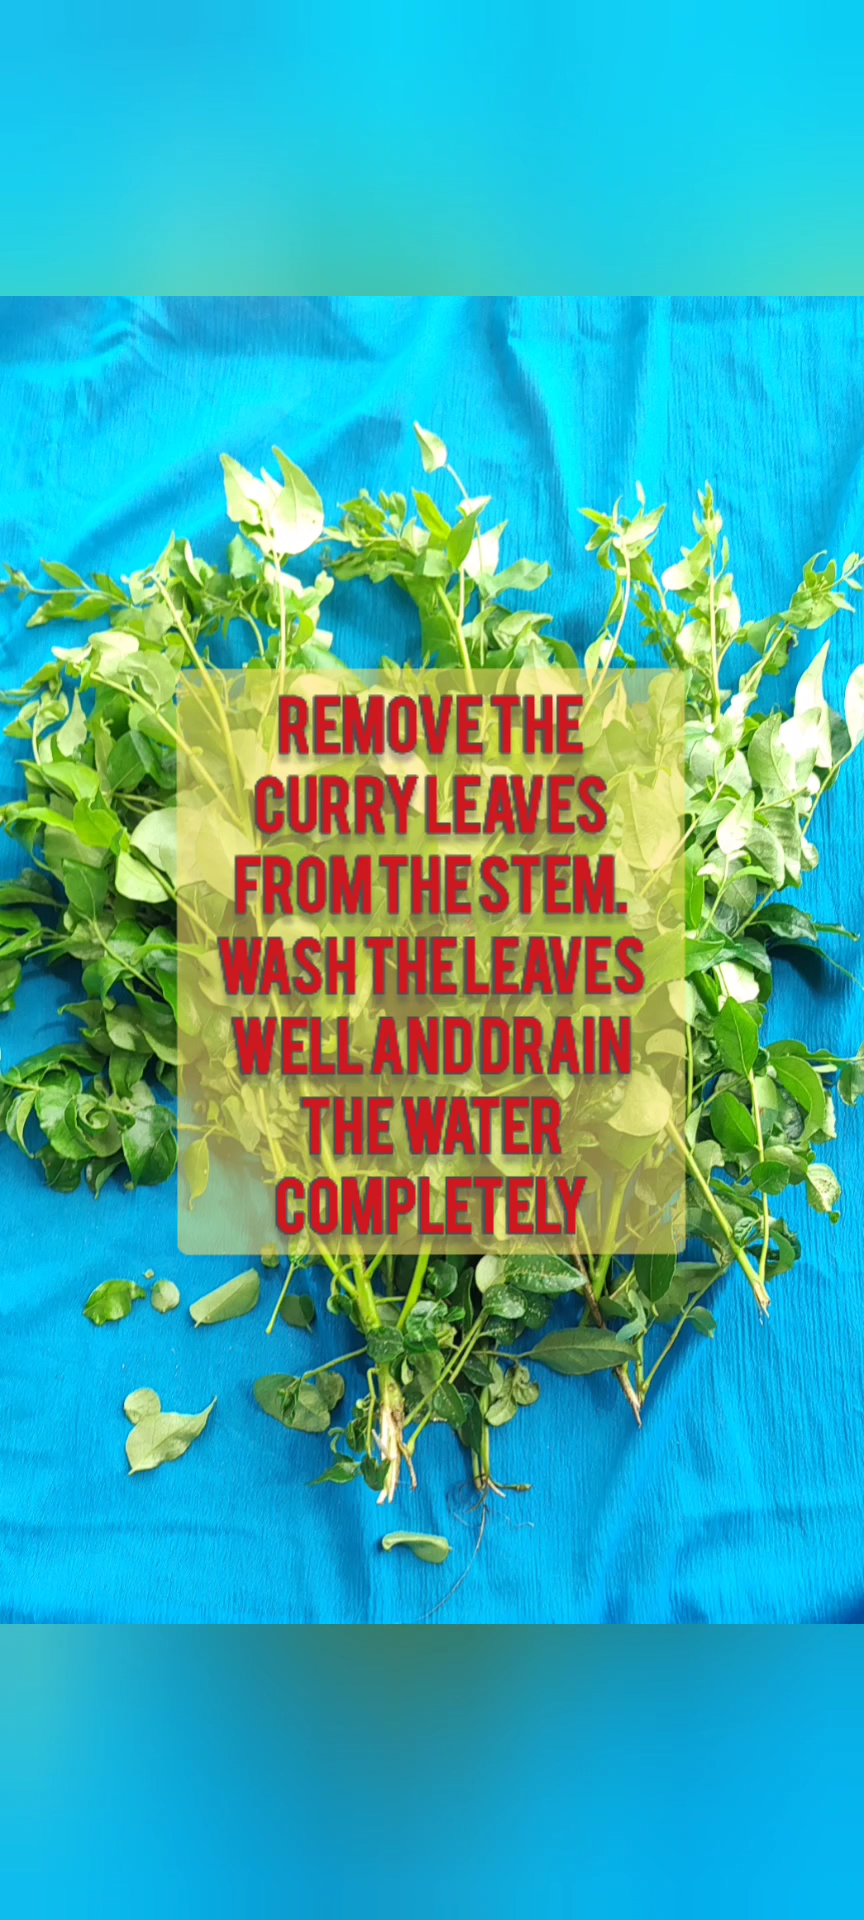 REMOVE THE
CURRY LEAVES
FROM THE STEM.
WASH THE LEAVES
WELL AND DRAIN
THE WATER
COMPLETELY